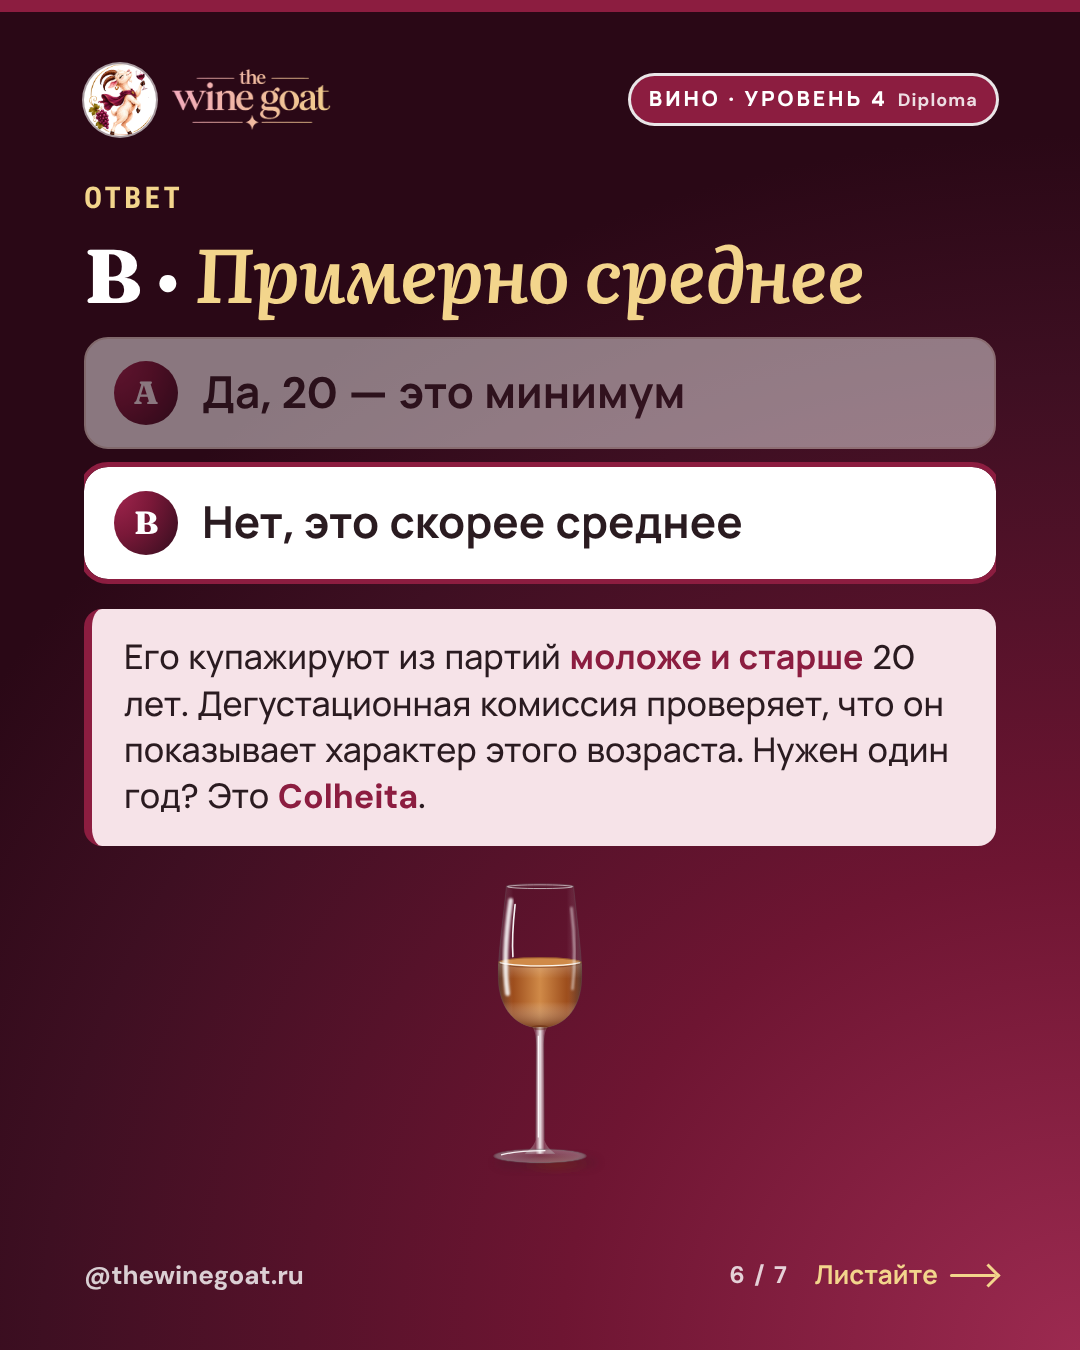 the
wine goat
ВИНО · УРОВЕНЬ 4 Diploma
ОТВЕТ
B · Примерно среднее
A Да, 20 — это минимум
B Нет, это скорее среднее
Его купажируют из партий моложе и старше 20
лет. Дегустационная комиссия проверяет, что он
показывает характер этого возраста. Нужен один
год? Это Colheita.
@thewinegoat.ru
6 / 7 Листайте